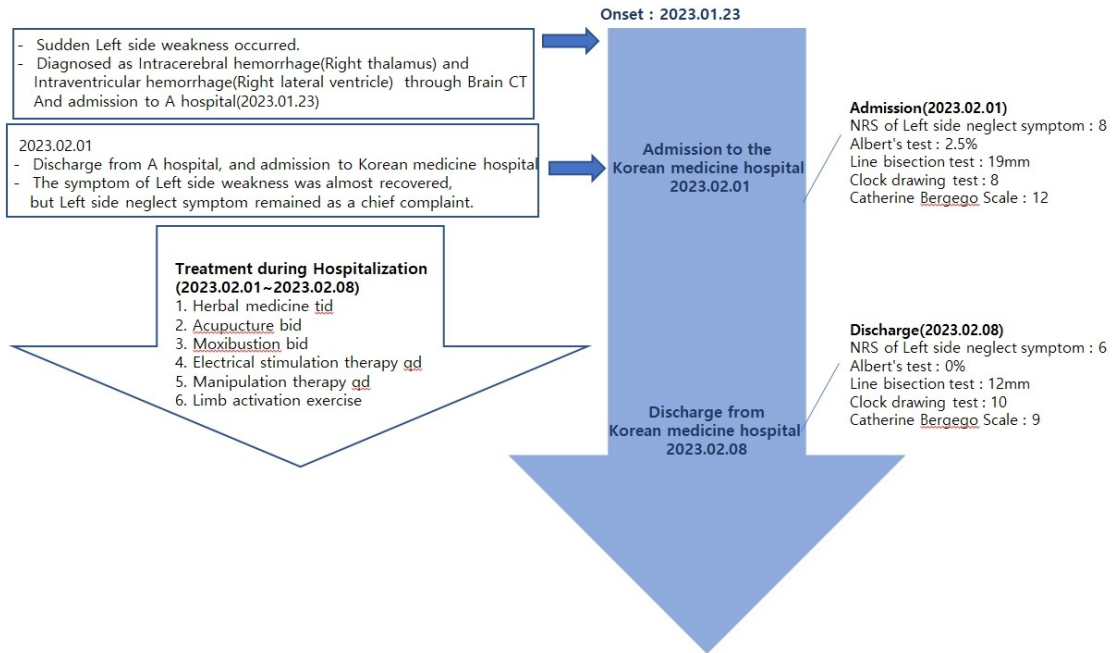 Onset : 2023.01.23
- Sudden Left side weakness occurred.
- Diagnosed as Intracerebral hemorrhage(Right thalamus) and
Intraventricular hemorrhage(Right lateral ventricle) through Brain CT
And admission to A hospital(2023.01.23)
2023.02.01
- Discharge from A hospital, and admission to Korean medicine hospital
- The symptom of Left side weakness was almost recovered,
but Left side neglect symptom remained as a chief complaint.
Treatment during Hospitalization
(2023.02.01~2023.02.08)
1. Herbal medicine tid
2. Acupucture bid
3. Moxibustion bid
4. Electrical stimulation therapy qd
5. Manipulation therapy qd
6. Limb activation exercise
Admission to the
Korean medicine hospital
2023.02.01
Discharge from
Korean medicine hospital
2023.02.08
Admission(2023.02.01)
NRS of Left side neglect symptom : 8
Albert's test : 2.5%
Line bisection test : 19mm
Clock drawing test : 8
Catherine Bergego Scale : 12
Discharge(2023.02.08)
NRS of Left side neglect symptom : 6
Albert's test : 0%
Line bisection test : 12mm
Clock drawing test : 10
Catherine Bergego Scale : 9